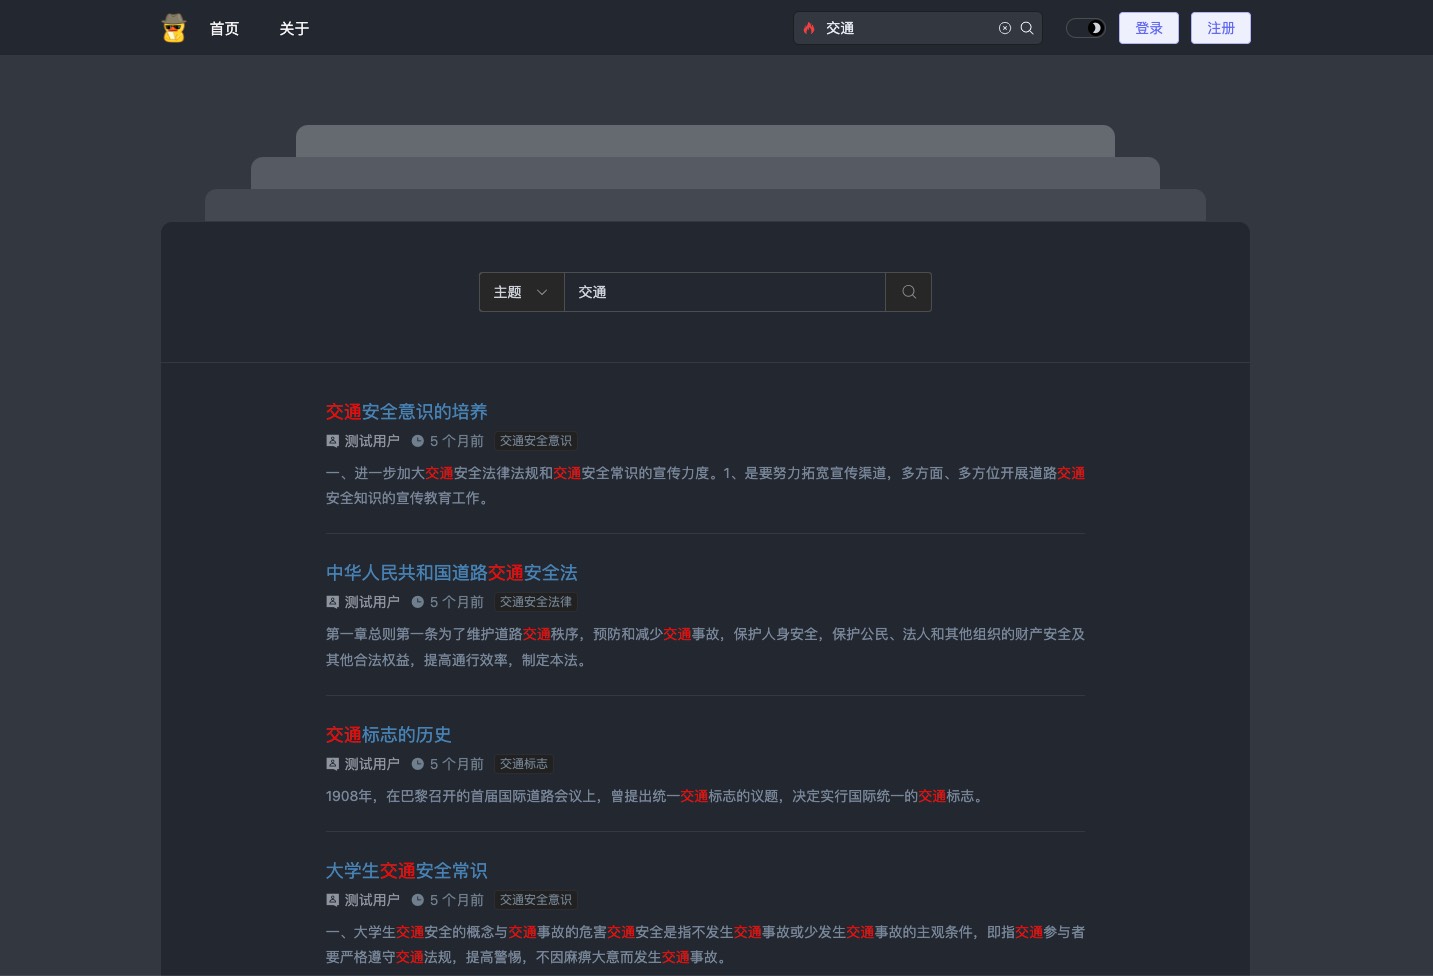 首页
关于
交通
登录
注册
主题
交通
交通安全意识的培养
测试用户 5 个月前 交通安全意识
一、进一步加大交通安全法律法规和交通安全常识的宣传力度。1、是要努力拓宽宣传渠道，多方面、多方位开展道路交通
安全知识的宣传教育工作。
中华人民共和国道路交通安全法
测试用户 5 个月前 交通安全法律
第一章总则第一条为了维护道路交通秩序，预防和减少交通事故，保护人身安全，保护公民、法人和其他组织的财产安全及
其他合法权益，提高通行效率，制定本法。
交通标志的历史
测试用户 5 个月前 交通标志
1908年，在巴黎召开的首届国际道路会议上，曾提出统一交通标志的议题，决定实行国际统一的交通标志。
大学生交通安全常识
测试用户 5 个月前 交通安全意识
一、大学生交通安全的概念与交通事故的危害交通安全是指不发生交通事故或少发生交通事故的主观条件，即指交通参与者
要严格遵守交通法规，提高警惕，不因麻痹大意而发生交通事故。